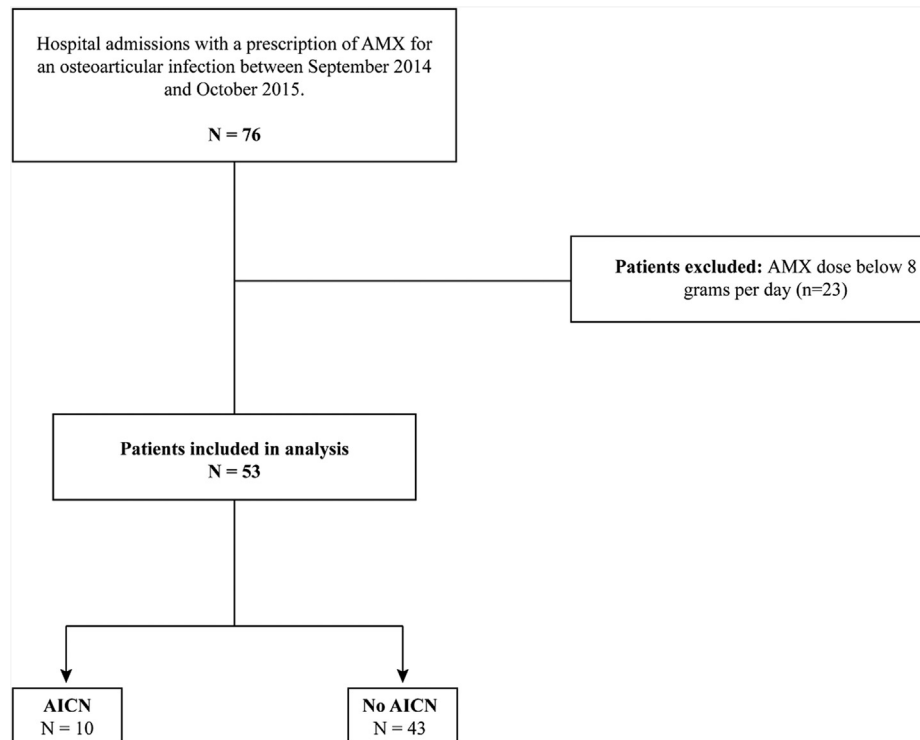 Hospital admissions with a prescription of AMX for
an osteoarticular infection between September 2014
and October 2015.
N = 76
Patients excluded: AMX dose below 8
grams per day (n=23)
Patients included in analysis
N = 53
AICN
N = 10
No AICN
N = 43